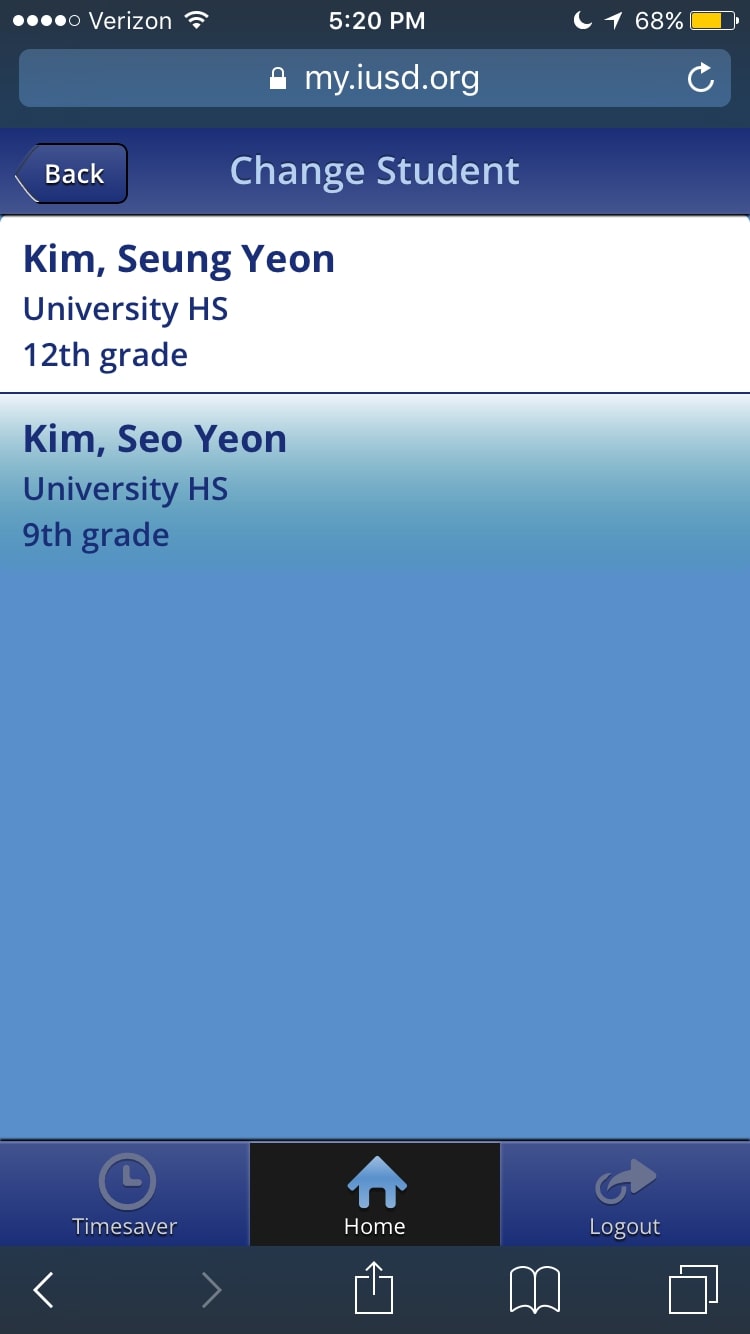 Verizon 5:20 PM 68%
my.iusd.org
Back Change Student
Kim, Seung Yeon
University HS
12th grade
Kim, Seo Yeon
University HS
9th grade
Timesaver Home Logout